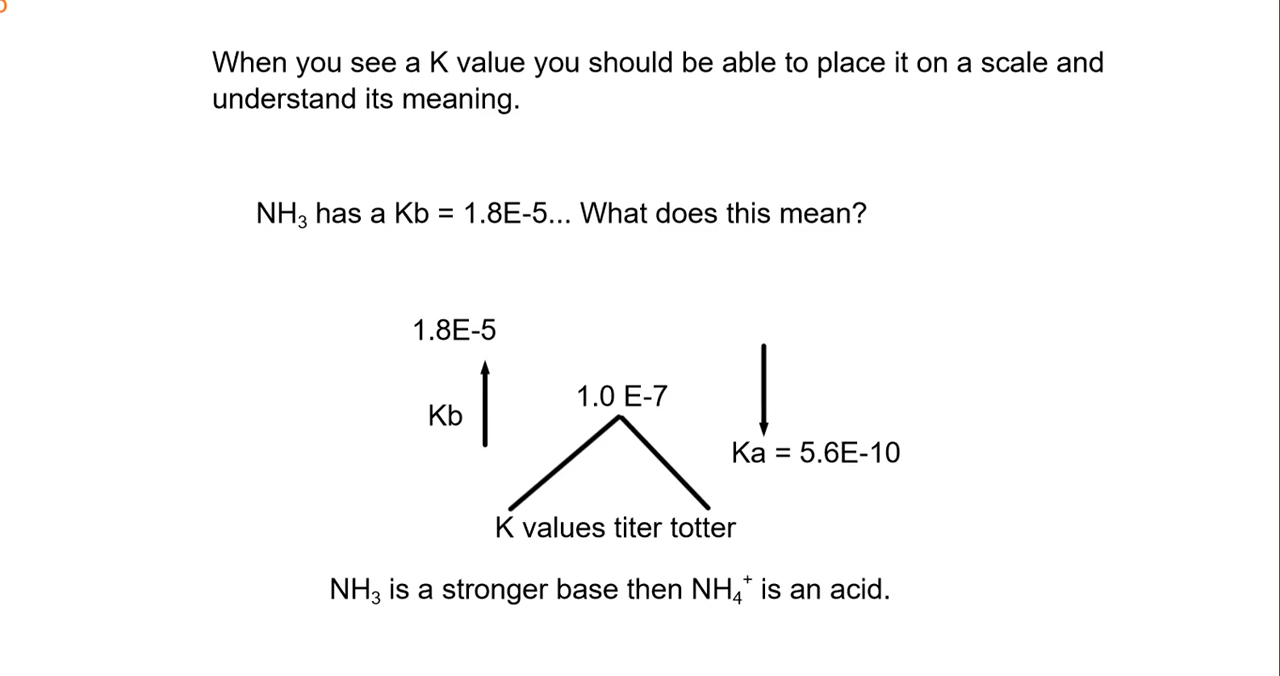 When you see a K value you should be able to place it on a scale and
understand its meaning.
NH₃ has a Kb = 1.8E-5... What does this mean?
1.8E-5
Kb
1.0 E-7
Ka = 5.6E-10
K values titer totter
NH₃ is a stronger base then NH₄⁺ is an acid.